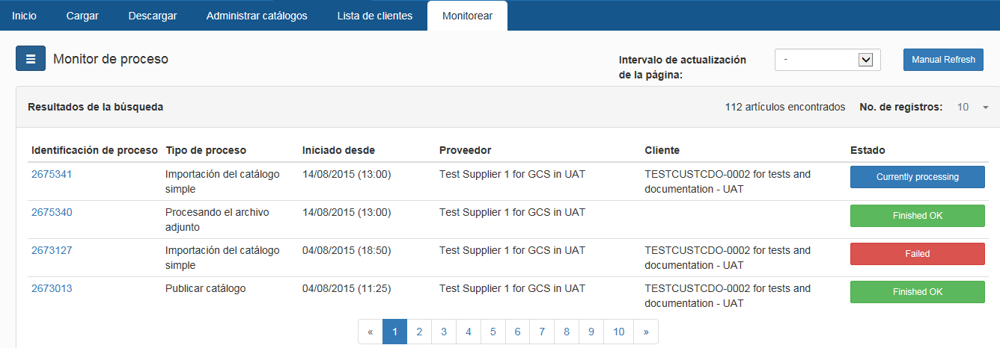 Inicio Cargar Descargar Administrar catálogos Lista de clientes Monitorear
Monitor de proceso
Intervalo de actualización
de la página:
- Manual Refresh
Resultados de la búsqueda 112 artículos encontrados No. de registros: 10
Identificación de proceso Tipo de proceso Iniciado desde Proveedor Cliente Estado
2675341 Importación del catálogo 14/08/2015 (13:00) Test Supplier 1 for GCS in UAT TESTCUSTCDO-0002 for tests and Currently processing
simple documentation - UAT
2675340 Procesando el archivo 14/08/2015 (13:00) Test Supplier 1 for GCS in UAT Finished OK
adjunto
2673127 Importación del catálogo 04/08/2015 (18:50) Test Supplier 1 for GCS in UAT TESTCUSTCDO-0002 for tests and Failed
simple documentation - UAT
2673013 Publicar catálogo 04/08/2015 (11:25) Test Supplier 1 for GCS in UAT TESTCUSTCDO-0002 for tests and Finished OK
documentation - UAT
« 1 2 3 4 5 6 7 8 9 10 »